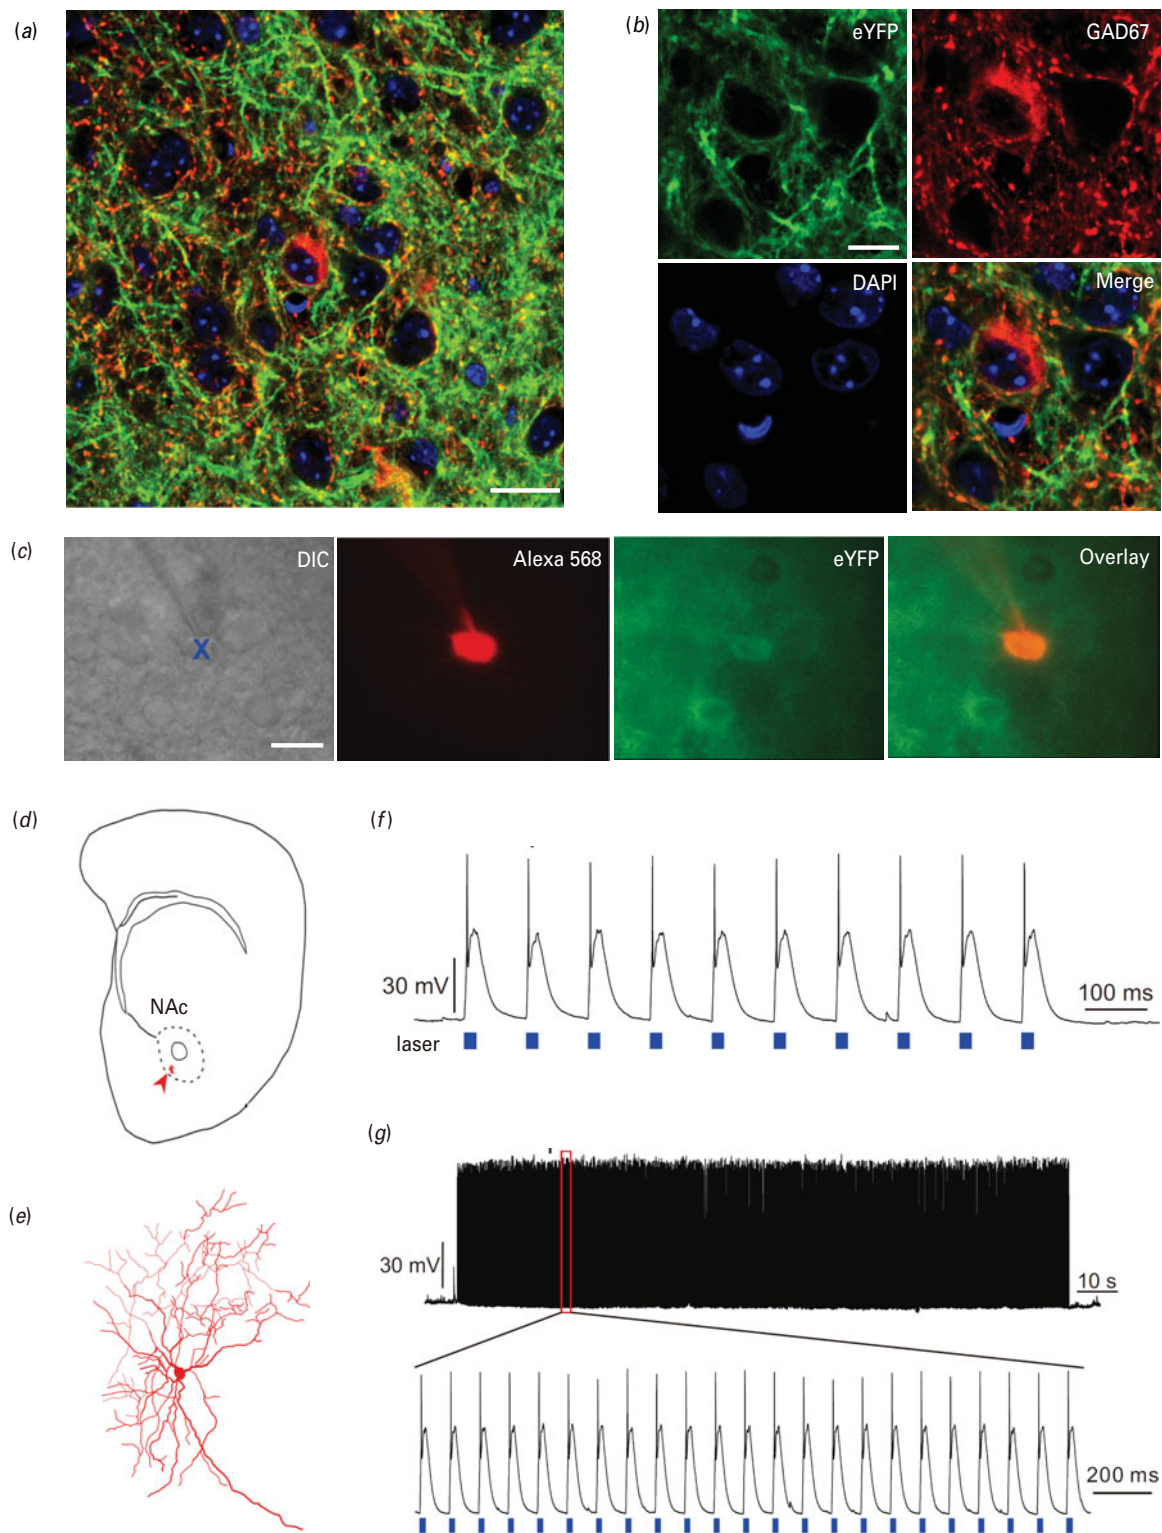 (a)
(b)
eYFP
GAD67
DAPI
Merge
(c)
DIC
X
Alexa 568
eYFP
Overlay
(d)
NAc
(e)
(f)
30 mV
100 ms
laser
(g)
30 mV
10 s
200 ms